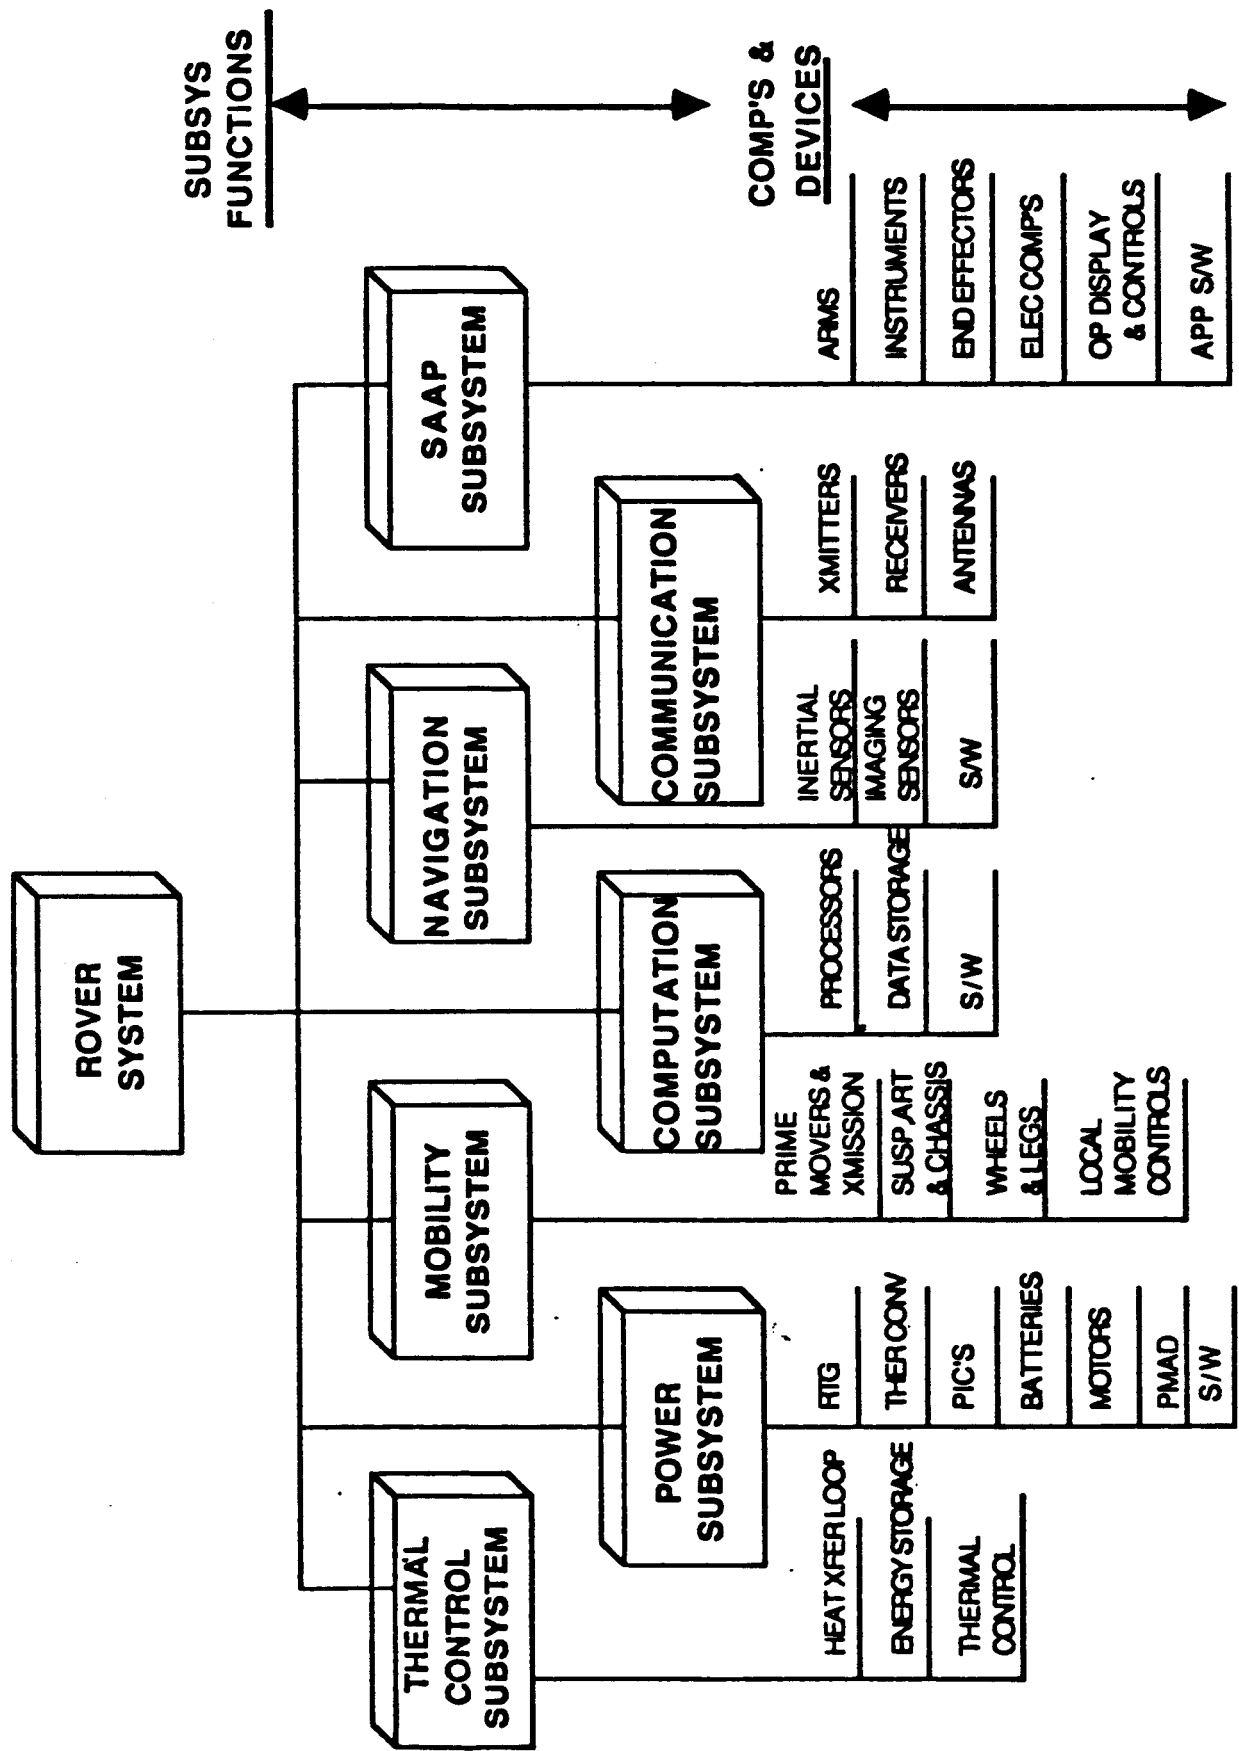 SUBSYS
FUNCTIONS
COMP'S &
DEVICES
ROVER
SYSTEM
THERMAL
CONTROL
SUBSYSTEM
HEAT XFER LOOP
ENERGY STORAGE
THERMAL
CONTROL
POWER
SUBSYSTEM
RTG
THER CONV
PIC'S
BATTERIES
MOTORS
PMAD
S/W
MOBILITY
SUBSYSTEM
PRIME
MOVERS &
XMISSION
SUSP, ART
& CHASSIS
WHEELS
& LEGS
LOCAL
MOBILITY
CONTROLS
COMPUTATION
SUBSYSTEM
PROCESSORS
DATA STORAGE
S/W
NAVIGATION
SUBSYSTEM
INERTIAL
SENSORS
IMAGING
SENSORS
S/W
COMMUNICATION
SUBSYSTEM
XMITTERS
RECEIVERS
ANTENNAS
SAAP
SUBSYSTEM
ARMS
INSTRUMENTS
END EFFECTORS
ELEC COMP'S
OP DISPLAY
& CONTROLS
APP S/W